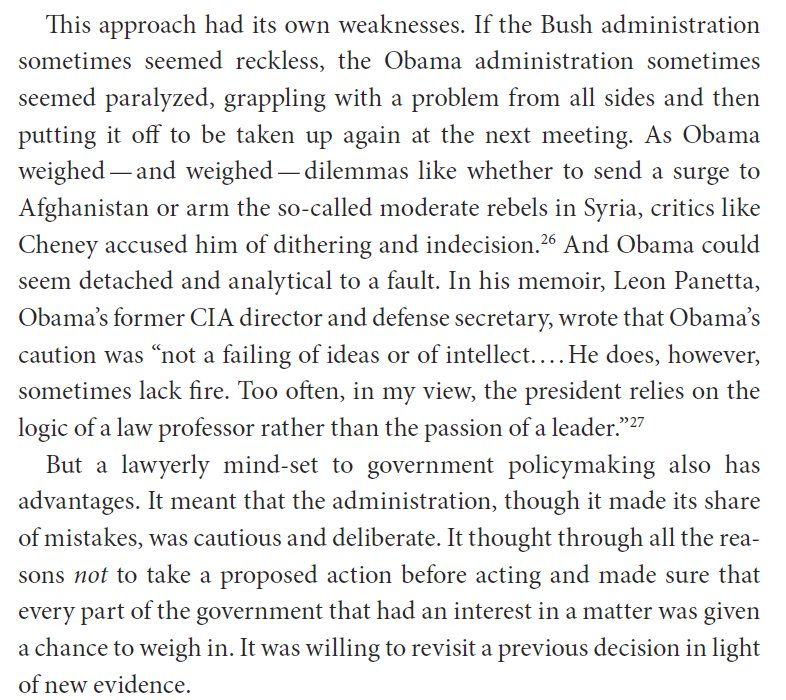 This approach had its own weaknesses. If the Bush administration
sometimes seemed reckless, the Obama administration sometimes
seemed paralyzed, grappling with a problem from all sides and then
putting it off to be taken up again at the next meeting. As Obama
weighed — and weighed — dilemmas like whether to send a surge to
Afghanistan or arm the so-called moderate rebels in Syria, critics like
Cheney accused him of dithering and indecision.26 And Obama could
seem detached and analytical to a fault. In his memoir, Leon Panetta,
Obama’s former CIA director and defense secretary, wrote that Obama’s
caution was “not a failing of ideas or of intellect.... He does, however,
sometimes lack fire. Too often, in my view, the president relies on the
logic of a law professor rather than the passion of a leader.”27
But a lawyerly mind-set to government policymaking also has
advantages. It meant that the administration, though it made its share
of mistakes, was cautious and deliberate. It thought through all the rea-
sons not to take a proposed action before acting and made sure that
every part of the government that had an interest in a matter was given
a chance to weigh in. It was willing to revisit a previous decision in light
of new evidence.